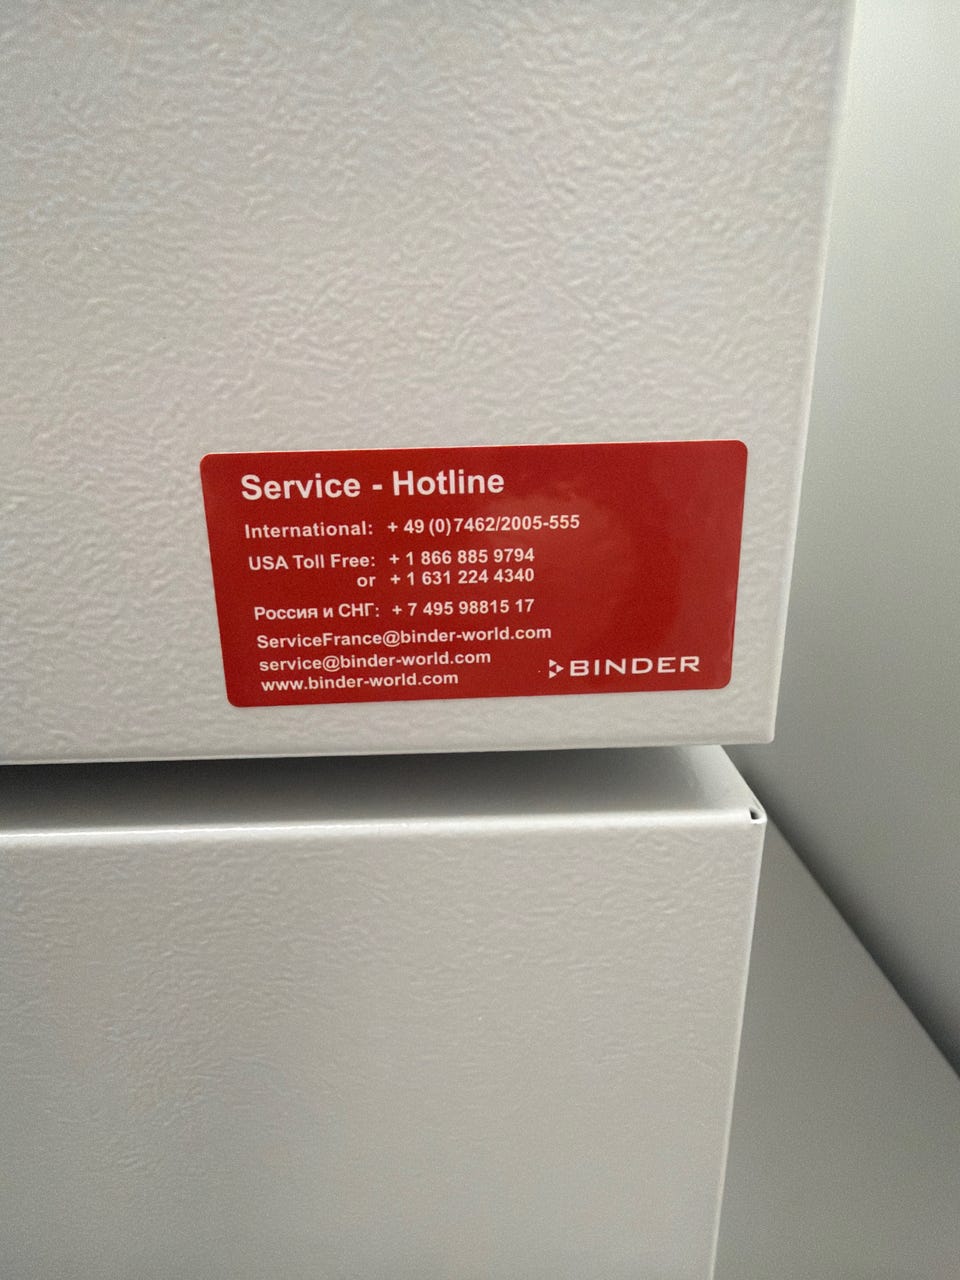 Service - Hotline
International: + 49 (0) 7462/2005-555
USA Toll Free: + 1 866 885 9794
or + 1 631 224 4340
Россия и СНГ: + 7 495 98815 17
ServiceFrance@binder-world.com
service@binder-world.com
www.binder-world.com
BINDER